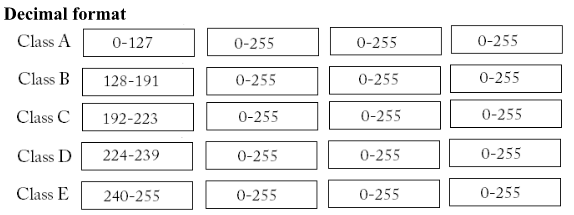 Decimal format
Class A 0-127 0-255 0-255 0-255
Class B 128-191 0-255 0-255 0-255
Class C 192-223 0-255 0-255 0-255
Class D 224-239 0-255 0-255 0-255
Class E 240-255 0-255 0-255 0-255